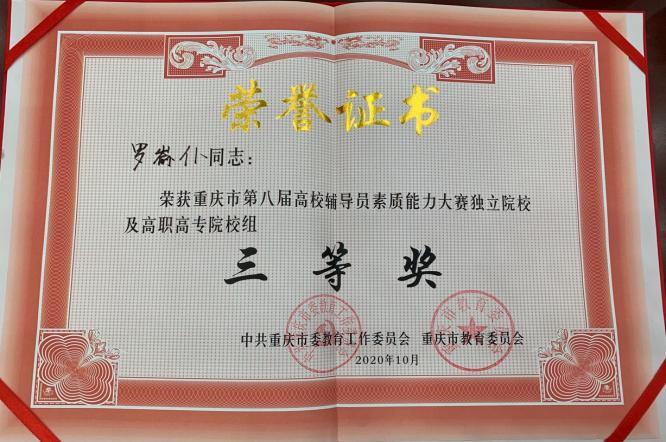 荣誉证书
罗 同志：
荣获重庆市第八届高校辅导员素质能力大赛独立院校
及高职高专院校组
三等奖
中共重庆市委教育工作委员会 重庆市教育委员会
2020年10月